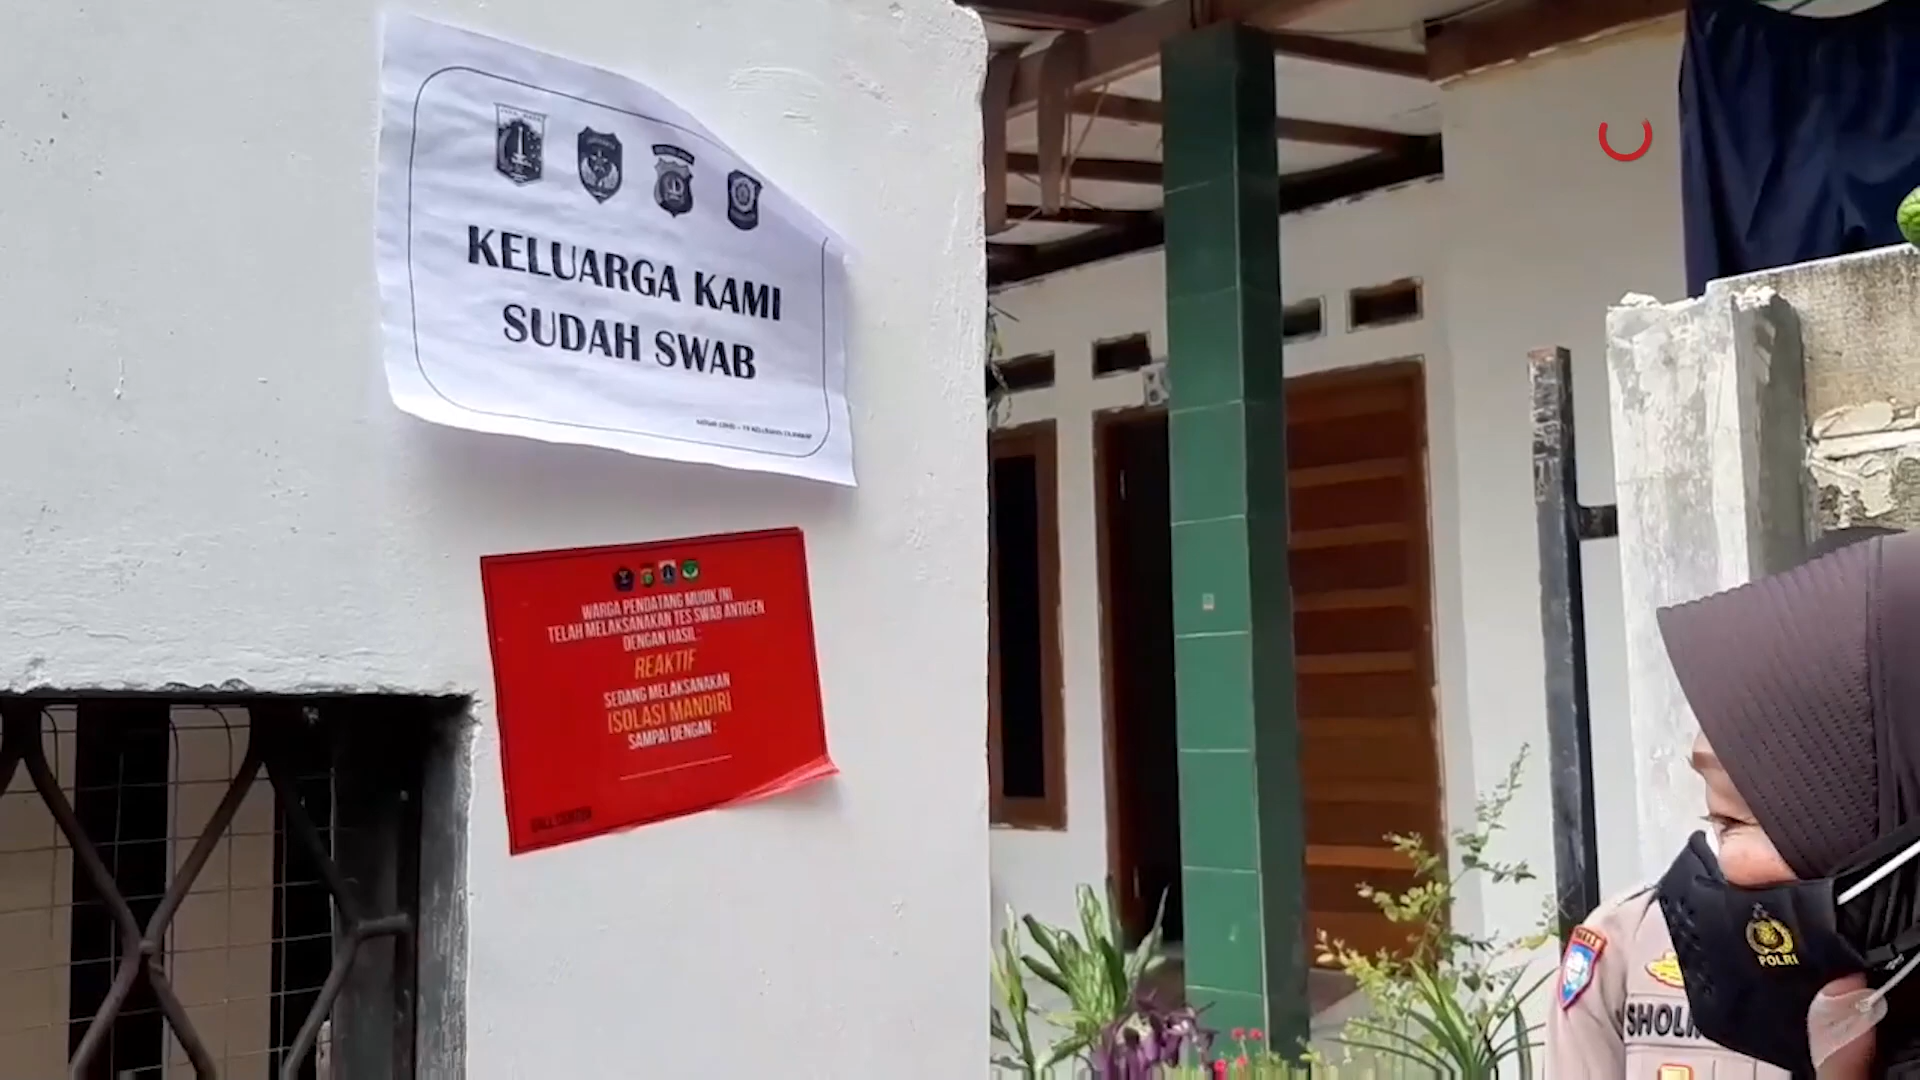 KELUARGA KAMI
SUDAH SWAB
WARGA PENDATANG MUDIK INI
TELAH MELAKSANAKAN TES SWAB ANTIGEN
DENGAN HASIL :
REAKTIF
SEDANG MELAKSANAKAN
ISOLASI MANDIRI
SAMPAI DENGAN :
POLRI